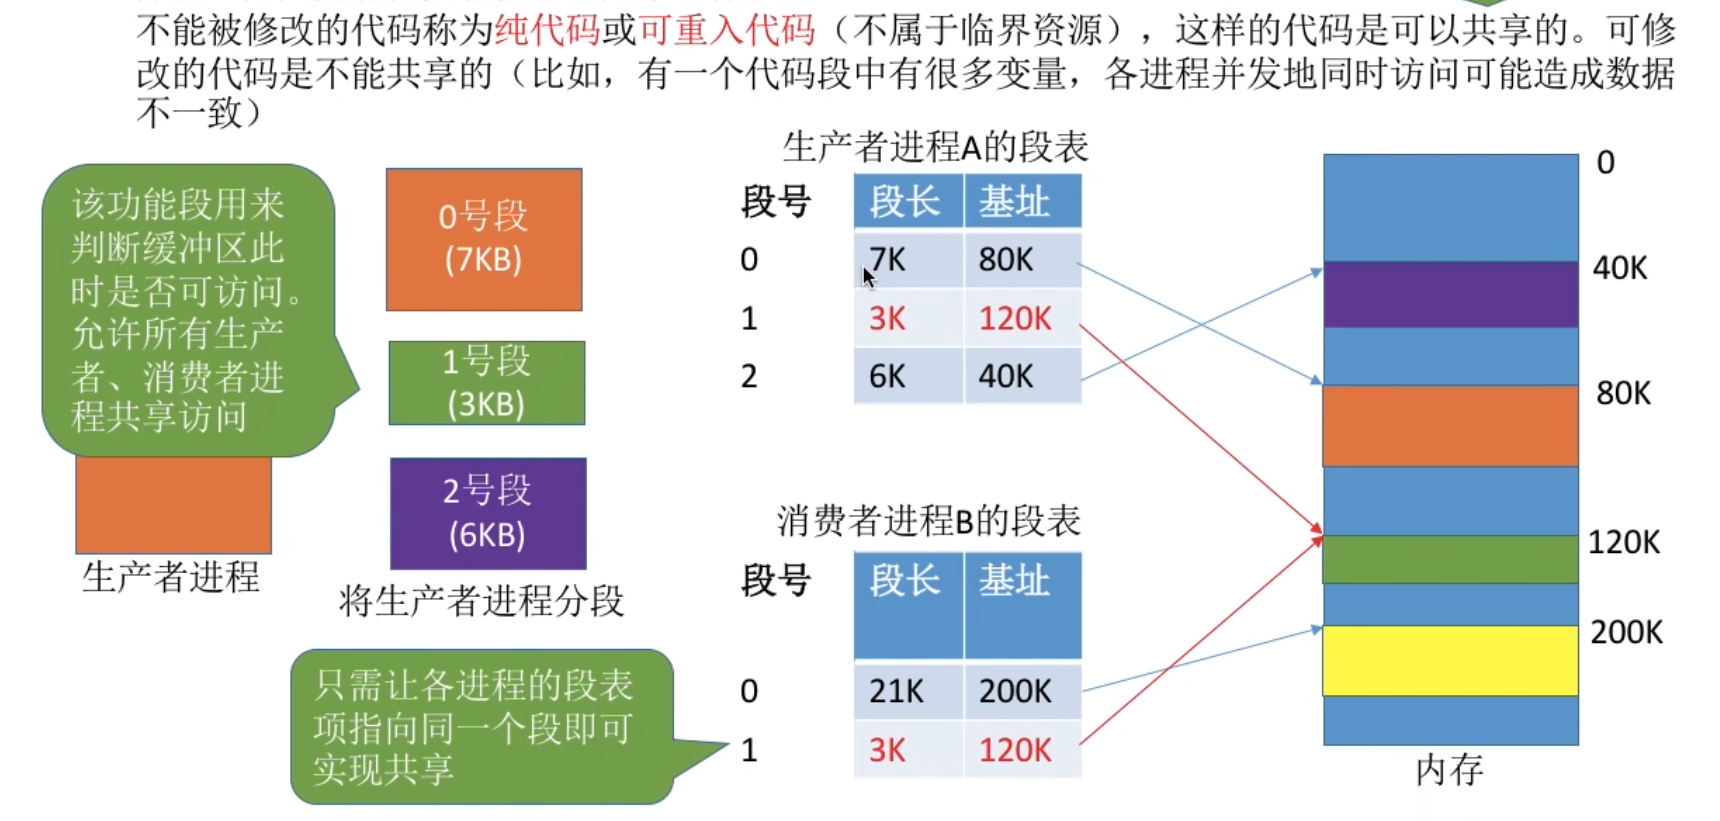 不能被修改的代码称为纯代码或可重入代码（不属于临界资源），这样的代码是可以共享的。可修
改的代码是不能共享的（比如，有一个代码段中有很多变量，各进程并发地同时访问可能造成数据
不一致）
该功能段用来
判断缓冲区此
时是否可访问。
允许所有生产
者、消费者进
程共享访问
生产者进程
0号段
(7KB)
1号段
(3KB)
2号段
(6KB)
将生产者进程分段
生产者进程A的段表
段号 段长 基址
0 7K 80K
1 3K 120K
2 6K 40K
消费者进程B的段表
段号 段长 基址
0 21K 200K
1 3K 120K
只需让各进程的段表
项指向同一个段即可
实现共享
0
40K
80K
120K
200K
内存